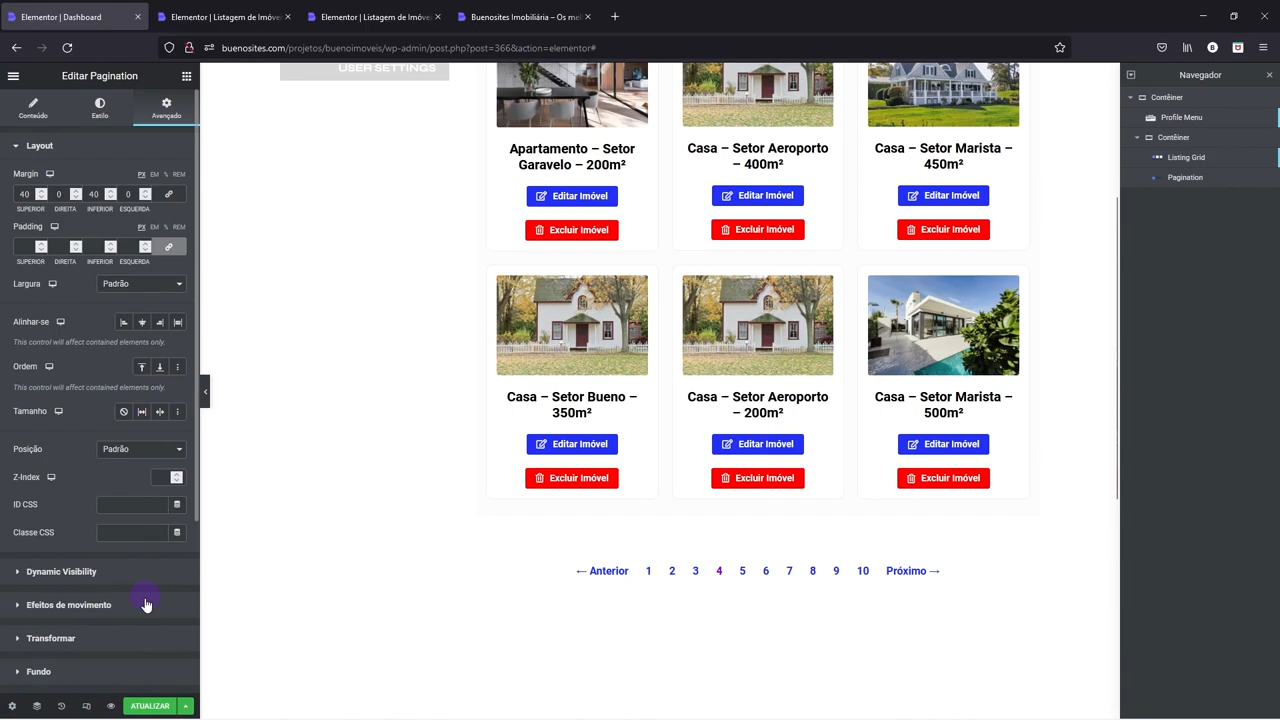 Elementor | Dashboard
Elementor | Listagem de Imóve
Elementor | Listagem de Imóve
Buenosites Imobiliária – Os me
buenosites.com/projetos/buenoimoveis/wp-admin/post.php?post=366&action=elementor#
Edit Pagination
Conteúdo
Estilo
Avançado
Layout
Margin
PX EM % REM
40 0 40 0
SUPERIOR DIREITA INFERIOR ESQUERDA
Padding
PX EM % REM
SUPERIOR DIREITA INFERIOR ESQUERDA
Largura
Padrão
Alinhar-se
This control will affect contained elements only.
Ordem
This control will affect contained elements only.
Tamanho
Posição
Padrão
Z-Index
ID CSS
Classe CSS
Dynamic Visibility
Efeitos de movimento
Transformar
Fundo
ATUALIZAR
USER SETTINGS
Apartamento – Setor
Garavelo – 200m²
Editar Imóvel
Excluir Imóvel
Casa – Setor Aeroporto
– 400m²
Editar Imóvel
Excluir Imóvel
Casa – Setor Marista –
450m²
Editar Imóvel
Excluir Imóvel
Casa – Setor Bueno –
350m²
Editar Imóvel
Excluir Imóvel
Casa – Setor Aeroporto
– 200m²
Editar Imóvel
Excluir Imóvel
Casa – Setor Marista –
500m²
Editar Imóvel
Excluir Imóvel
← Anterior 1 2 3 4 5 6 7 8 9 10 Próximo →
Navegador
Contêiner
Profile Menu
Contêiner
Listing Grid
Pagination